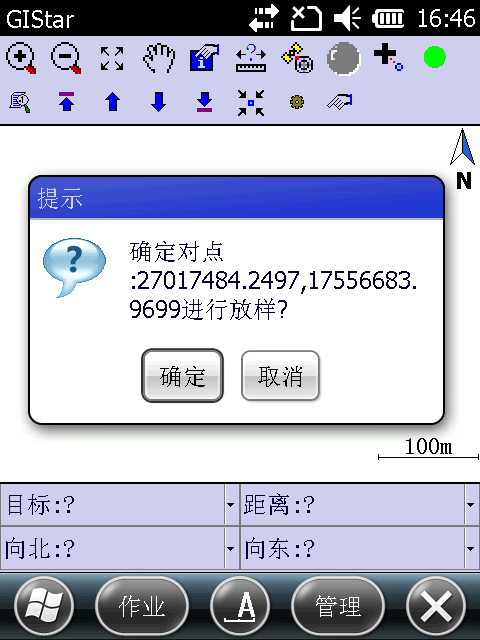 GIStar 16:46
N
提示
确定对点
:27017484.2497,17556683.
9699进行放样?
确定 取消
100m
目标:? 距离:?
向北:? 向东:?
作业 A 管理